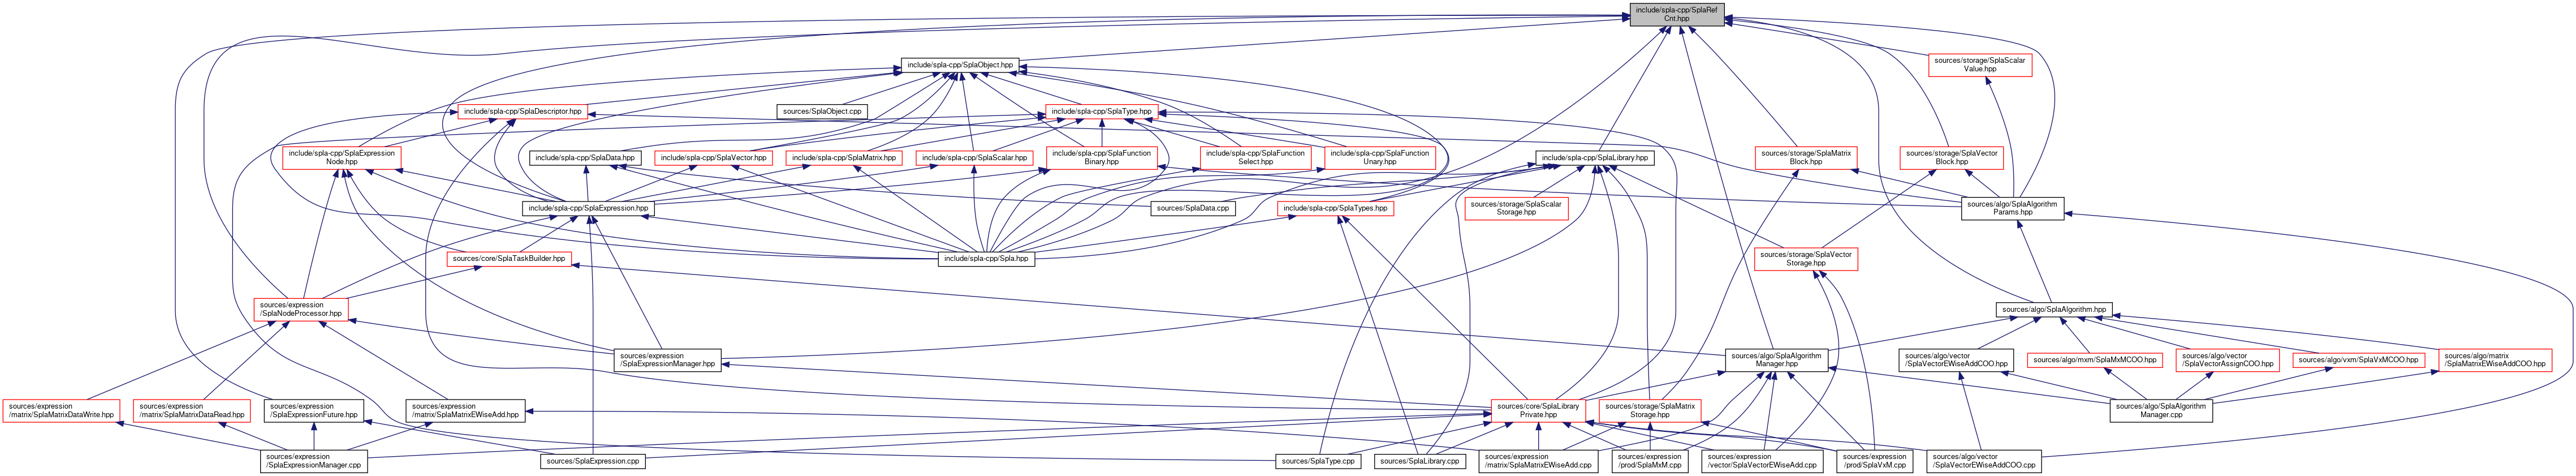 include/spla-cpp/SplaRef
Cnt.hpp
include/spla-cpp/SplaObject.hpp
sources/storage/SplaScalar
Value.hpp
include/spla-cpp/SplaDescriptor.hpp
sources/SplaObject.cpp
include/spla-cpp/SplaType.hpp
include/spla-cpp/SplaExpression
Node.hpp
include/spla-cpp/SplaData.hpp
include/spla-cpp/SplaVector.hpp
include/spla-cpp/SplaMatrix.hpp
include/spla-cpp/SplaScalar.hpp
include/spla-cpp/SplaFunction
Binary.hpp
include/spla-cpp/SplaFunction
Select.hpp
include/spla-cpp/SplaFunction
Unary.hpp
include/spla-cpp/SplaLibrary.hpp
sources/storage/SplaMatrix
Block.hpp
sources/storage/SplaVector
Block.hpp
include/spla-cpp/SplaExpression.hpp
sources/SplaData.cpp
include/spla-cpp/SplaTypes.hpp
sources/storage/SplaScalar
Storage.hpp
sources/algo/SplaAlgorithm
Params.hpp
sources/core/SplaTaskBuilder.hpp
include/spla-cpp/Spla.hpp
sources/storage/SplaVector
Storage.hpp
sources/expression
/SplaNodeProcessor.hpp
sources/algo/SplaAlgorithm.hpp
sources/expression
/SplaExpressionManager.hpp
sources/algo/SplaAlgorithm
Manager.hpp
sources/algo/vector
/SplaVectorEWiseAddCOO.hpp
sources/algo/mxm/SplaMxMCOO.hpp
sources/algo/vector
/SplaVectorAssignCOO.hpp
sources/algo/vxm/SplaVxMCOO.hpp
sources/algo/matrix
/SplaMatrixEWiseAddCOO.hpp
sources/expression
/matrix/SplaMatrixDataWrite.hpp
sources/expression
/matrix/SplaMatrixDataRead.hpp
sources/expression
/SplaExpressionFuture.hpp
sources/expression
/matrix/SplaMatrixEWiseAdd.hpp
sources/core/SplaLibrary
Private.hpp
sources/storage/SplaMatrix
Storage.hpp
sources/algo/SplaAlgorithm
Manager.cpp
sources/expression
/SplaExpressionManager.cpp
sources/SplaExpression.cpp
sources/SplaType.cpp
sources/SplaLibrary.cpp
sources/expression
/matrix/SplaMatrixEWiseAdd.cpp
sources/expression
/prod/SplaMxM.cpp
sources/expression
/vector/SplaVectorEWiseAdd.cpp
sources/expression
/prod/SplaVxM.cpp
sources/algo/vector
/SplaVectorEWiseAddCOO.cpp